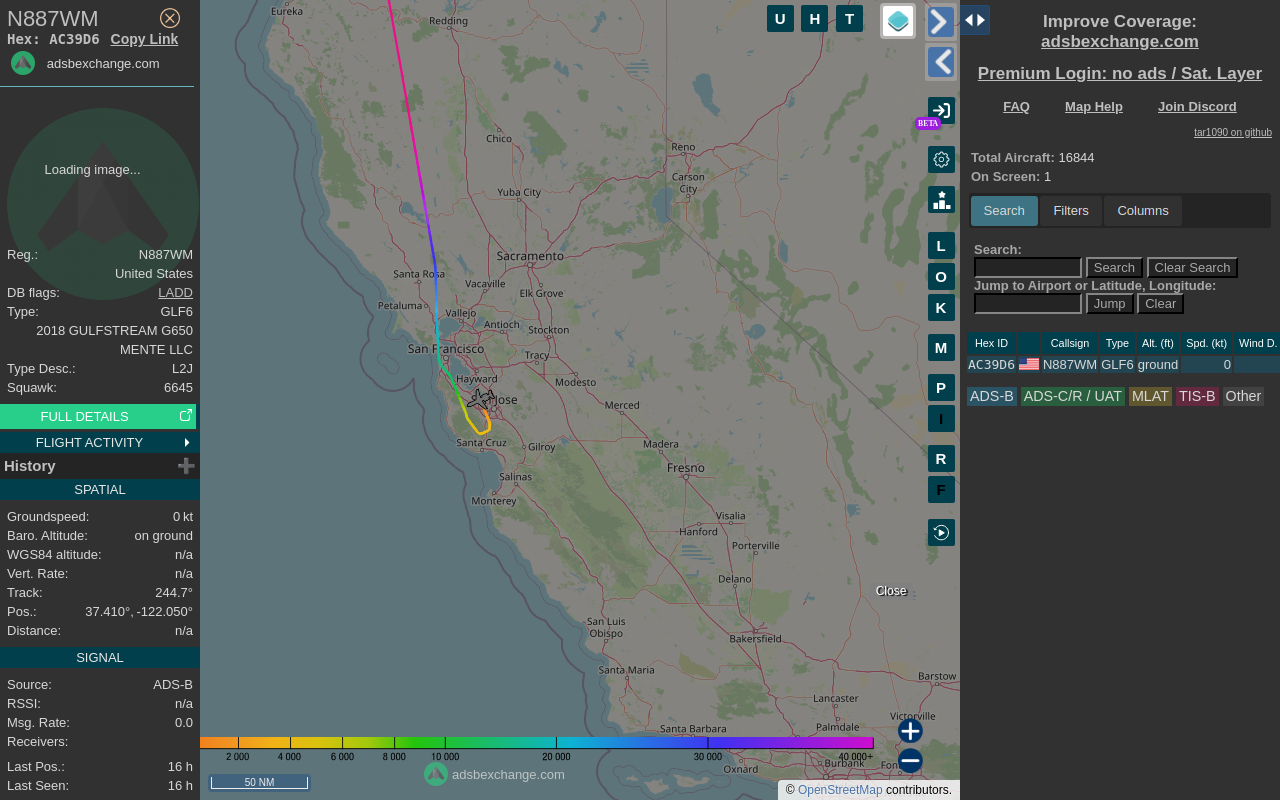 N887WM
Hex: AC39D6 Copy Link
adsbexchange.com
Loading image...
Reg.: N887WM
United States
DB flags: LADD
Type: GLF6
2018 GULFSTREAM G650
MENTE LLC
Type Desc.: L2J
Squawk: 6645
FULL DETAILS
FLIGHT ACTIVITY
History
SPATIAL
Groundspeed: 0 kt
Baro. Altitude: on ground
WGS84 altitude: n/a
Vert. Rate: n/a
Track: 244.7°
Pos.: 37.410°, -122.050°
Distance: n/a
SIGNAL
Source: ADS-B
RSSI: n/a
Msg. Rate: 0.0
Receivers:
Last Pos.: 16 h
Last Seen: 16 h
Eureka
Redding
Chico
Reno
Carson
City
Yuba City
Sacramento
Santa Rosa
Vacaville
Elk Grove
Petaluma
Vallejo
Antioch
Stockton
San Francisco
Tracy
Hayward
Modesto
Jose
Merced
Santa Cruz
Gilroy
Madera
Salinas
Fresno
Monterey
Visalia
Hanford
Porterville
Delano
San Luis
Obispo
Bakersfield
Santa Maria
Barstow
Lancaster
Victorville
Santa Barbara
Palmdale
Oxnard
Burbank
U H T
BETA
L
O
K
M
P
I
R
F
Close
2 000 4 000 6 000 8 000 10 000 20 000 30 000 40 000+
adsbexchange.com
50 NM
© OpenStreetMap contributors.
Improve Coverage:
adsbexchange.com
Premium Login: no ads / Sat. Layer
FAQ Map Help Join Discord
tar1090 on github
Total Aircraft: 16844
On Screen: 1
Search Filters Columns
Search:
Search Clear Search
Jump to Airport or Latitude, Longitude:
Jump Clear
Hex ID Callsign Type Alt. (ft) Spd. (kt) Wind D.
AC39D6 N887WM GLF6 ground 0
ADS-B ADS-C/R / UAT MLAT TIS-B Other